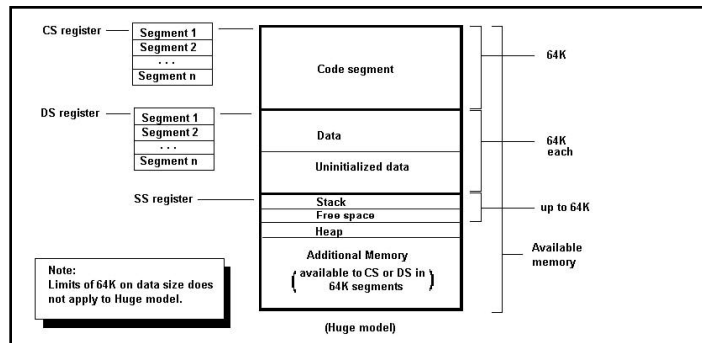 CS register
Segment 1
Segment 2
. . .
Segment n
Code segment
64K
DS register
Segment 1
Segment 2
. . .
Segment n
Data
Uninitialized data
64K
each
SS register
Stack
Free space
up to 64K
Heap
Additional Memory
(available to CS or DS in
64K segments)
Available
memory
Note:
Limits of 64K on data size does
not apply to Huge model.
(Huge model)